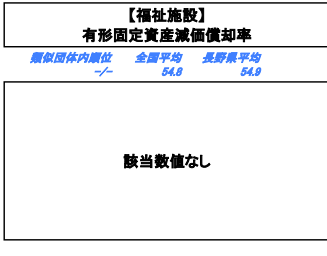 【福祉施設】
有形固定資産減価償却率
類似団体内順位 全国平均 長野県平均
-/- 54.8 54.9
該当数値なし